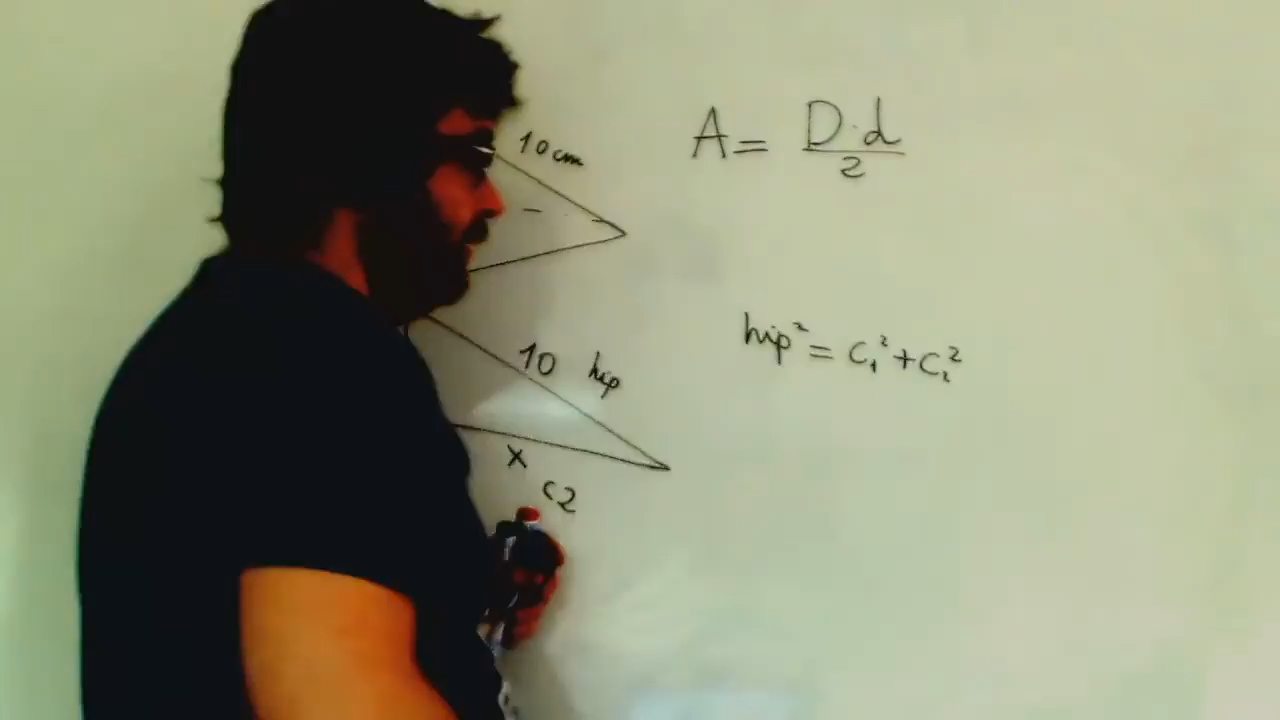 10 cm
A = D·d/2
hip² = C₁² + C₂²
10 hip
x
C2